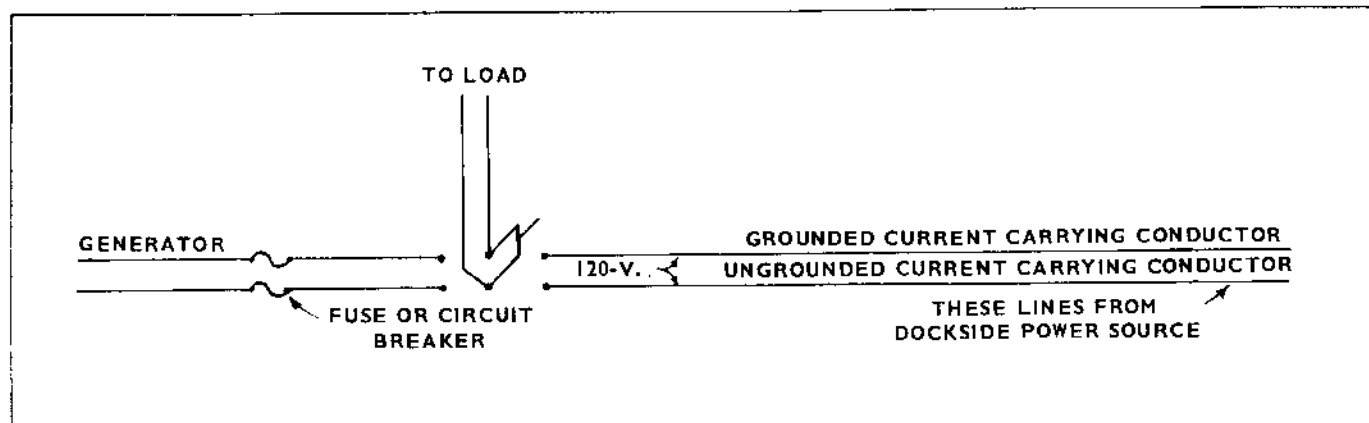 TO LOAD
GENERATOR
GROUNDED CURRENT CARRYING CONDUCTOR
120-V.
UNGROUNDED CURRENT CARRYING CONDUCTOR
FUSE OR CIRCUIT
BREAKER
THESE LINES FROM
DOCKSIDE POWER SOURCE